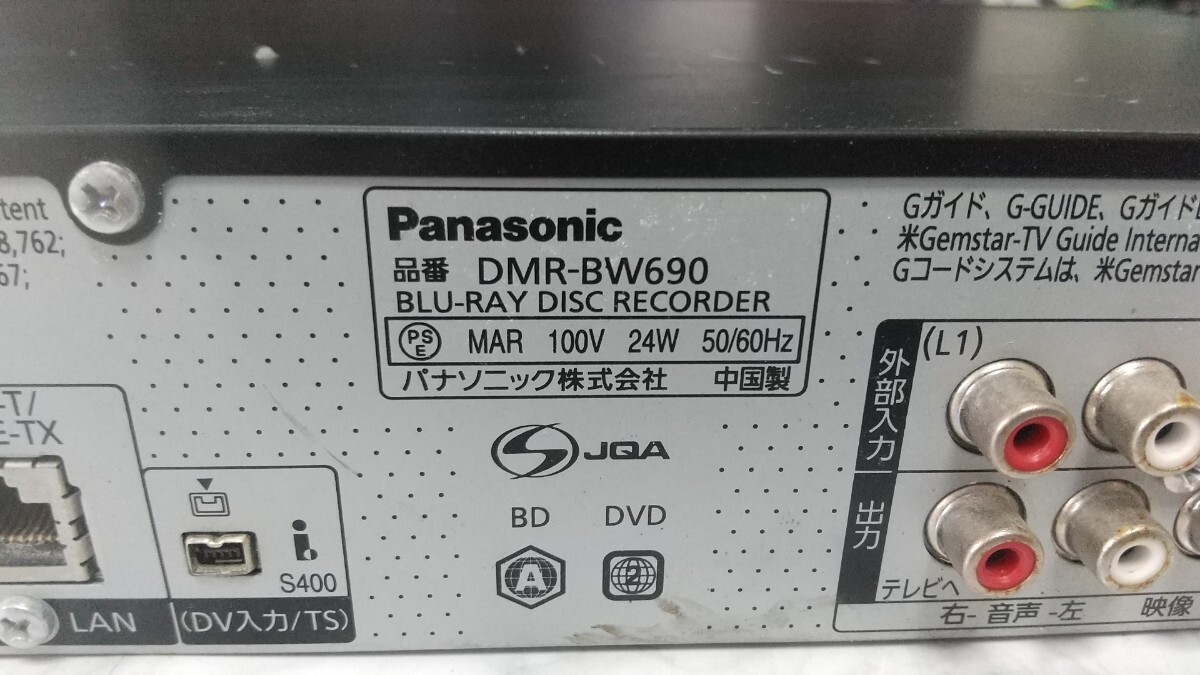 tent
8,762;
67;
Panasonic
品番 DMR-BW690
BLU-RAY DISC RECORDER
PS
E
MAR 100V 24W 50/60Hz
パナソニック株式会社 中国製
JQA
BD DVD
A 2
Gガイド、G-GUIDE、Gガイド
米Gemstar-TV Guide Interna
Gコードシステムは、米Gemstar
-T/
E-TX
LAN
i.
S400
(DV入力/TS)
(L1)
外部入力
出力
テレビへ
右- 音声 -左 映像